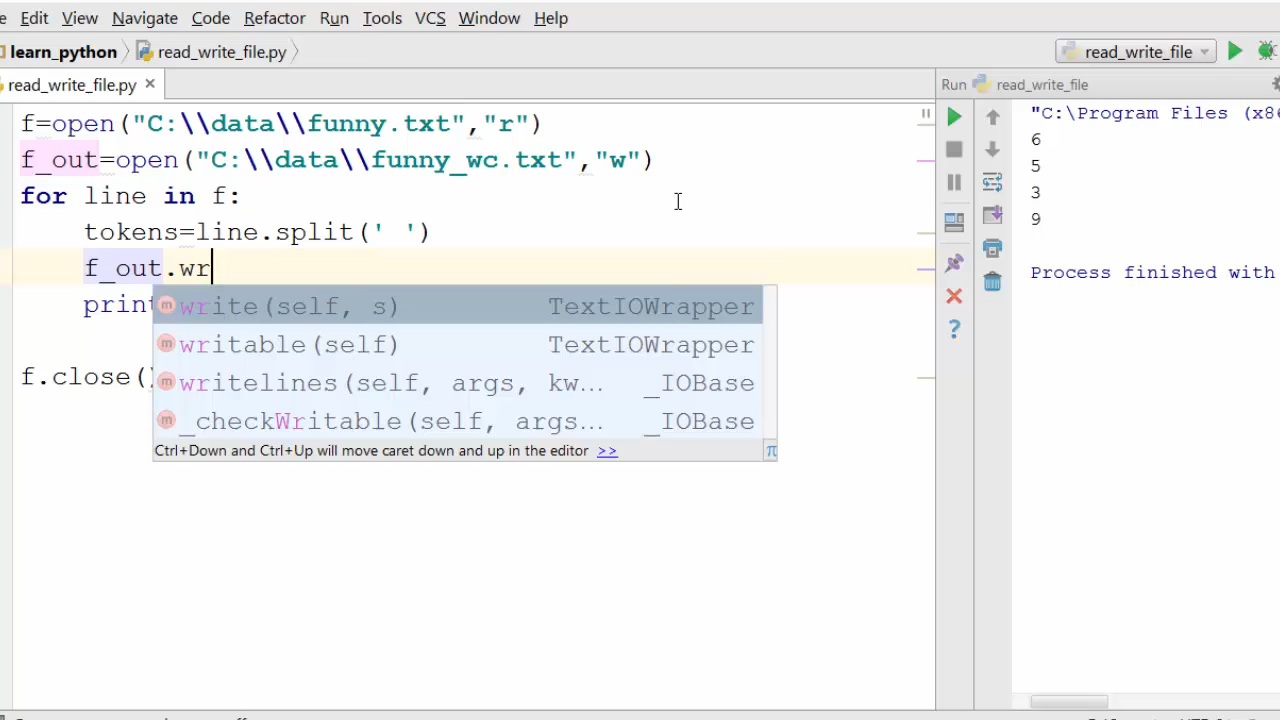 Edit View Navigate Code Refactor Run Tools VCS Window Help
learn_python read_write_file.py read_write_file
read_write_file.py
Run read_write_file
f=open("C:\\data\\funny.txt","r")
f_out=open("C:\\data\\funny_wc.txt","w")
for line in f:
tokens=line.split(' ')
f_out.wr
print
write(self, s) TextIOWrapper
writable(self) TextIOWrapper
writelines(self, args, kw... _IOBase
_checkWritable(self, args... _IOBase
Ctrl+Down and Ctrl+Up will move caret down and up in the editor >> π
f.close()
"C:\Program Files (x86
6
5
3
9
Process finished with